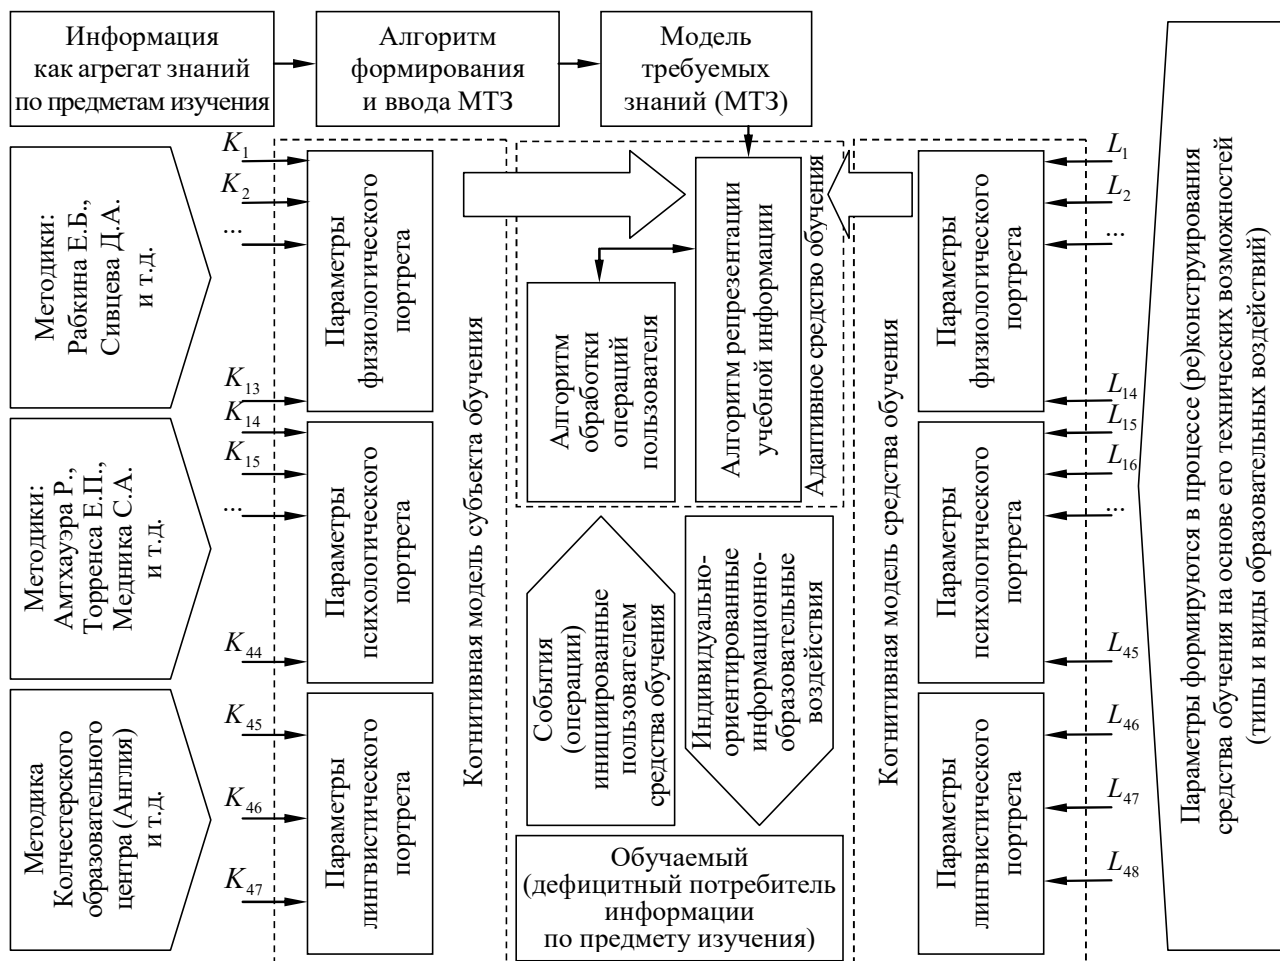 Информация
как агрегат знаний
по предметам изучения
Алгоритм
формирования
и ввода МТЗ
Модель
требуемых
знаний (МТЗ)
Методики:
Рабкина Е.Б.,
Сивцева Д.А.
и т.д.
K1
K2
...
K13
Параметры
физиологического
портрета
Методики:
Амтхауэра Р.,
Торренса Е.П.,
Медника С.А.
и т.д.
K14
K15
...
K44
Параметры
психологического
портрета
Методика
Колчестерского
образовательного
центра (Англия)
и т.д.
K45
K46
K47
Параметры
лингвистического
портрета
Когнитивная модель субъекта обучения
Алгоритм
обработки
операций
пользователя
Алгоритм репрезентации
учебной информации
Адаптивное средство обучения
События
(операции)
инициированные
пользователем
средства обучения
Индивидуально-
ориентированные
информационно-
образовательные
воздействия
Обучаемый
(дефицитный потребитель
информации
по предмету изучения)
Когнитивная модель средства обучения
Параметры
физиологического
портрета
L1
L2
...
L14
Параметры
психологического
портрета
L15
L16
...
L45
Параметры
лингвистического
портрета
L46
L47
L48
Параметры формируются в процессе (ре)конструирования
средства обучения на основе его технических возможностей
(типы и виды образовательных воздействий)